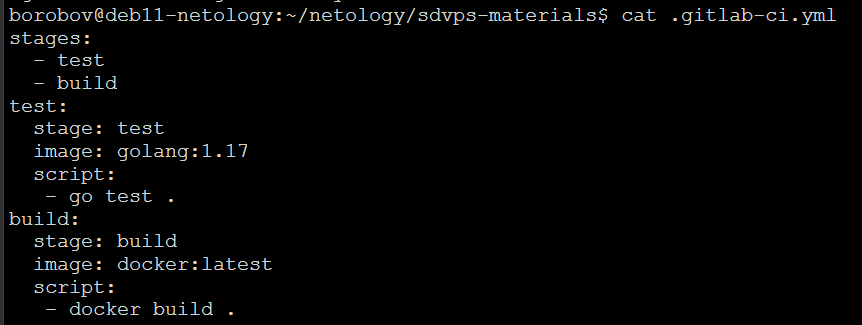 borobov@deb11-netology:~/netology/sdvps-materials$ cat .gitlab-ci.yml
stages:
  - test
  - build
test:
  stage: test
  image: golang:1.17
  script:
   - go test .
build:
  stage: build
  image: docker:latest
  script:
   - docker build .